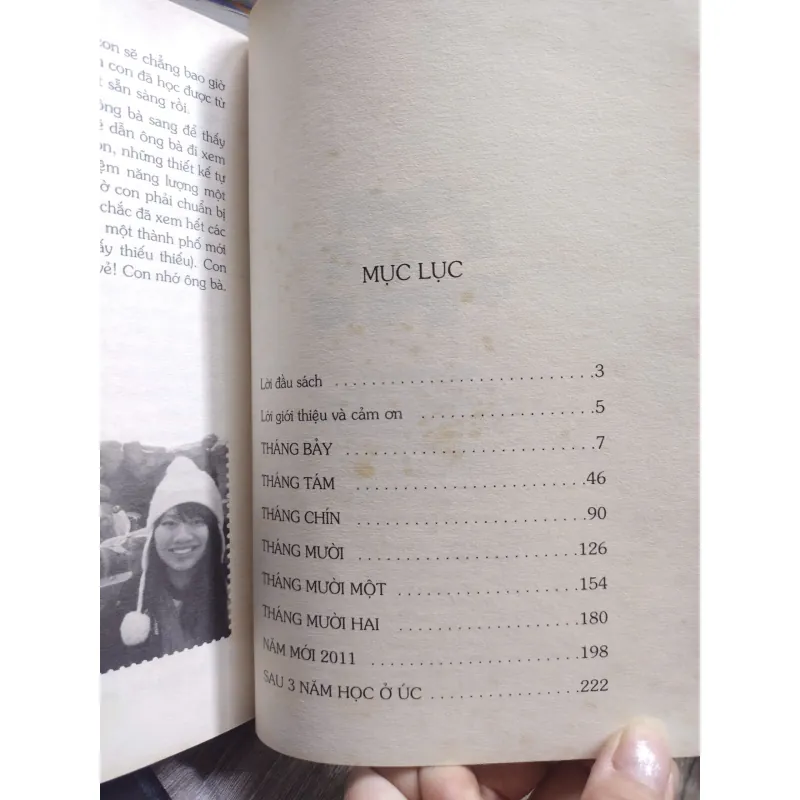 con sẽ chẳng bao giờ
con đã học được từ
sẵn sàng rồi.
ông bà sang để thấy
dẫn ông bà đi xem
những thiết kế tự
năng lượng một
con phải chuẩn bị
chắc đã xem hết các
một thành phố mới
thiếu thiếu). Con
vẻ! Con nhớ ông bà.
MỤC LỤC
Lời đầu sách ............................3
Lời giới thiệu và cảm ơn ...................5
THÁNG BẢY ..........................7
THÁNG TÁM ........................46
THÁNG CHÍN ........................90
THÁNG MƯỜI .......................126
THÁNG MƯỜI MỘT ...................154
THÁNG MƯỜI HAI ...................180
NĂM MỚI 2011 .....................198
SAU 3 NĂM HỌC Ở ÚC ................222